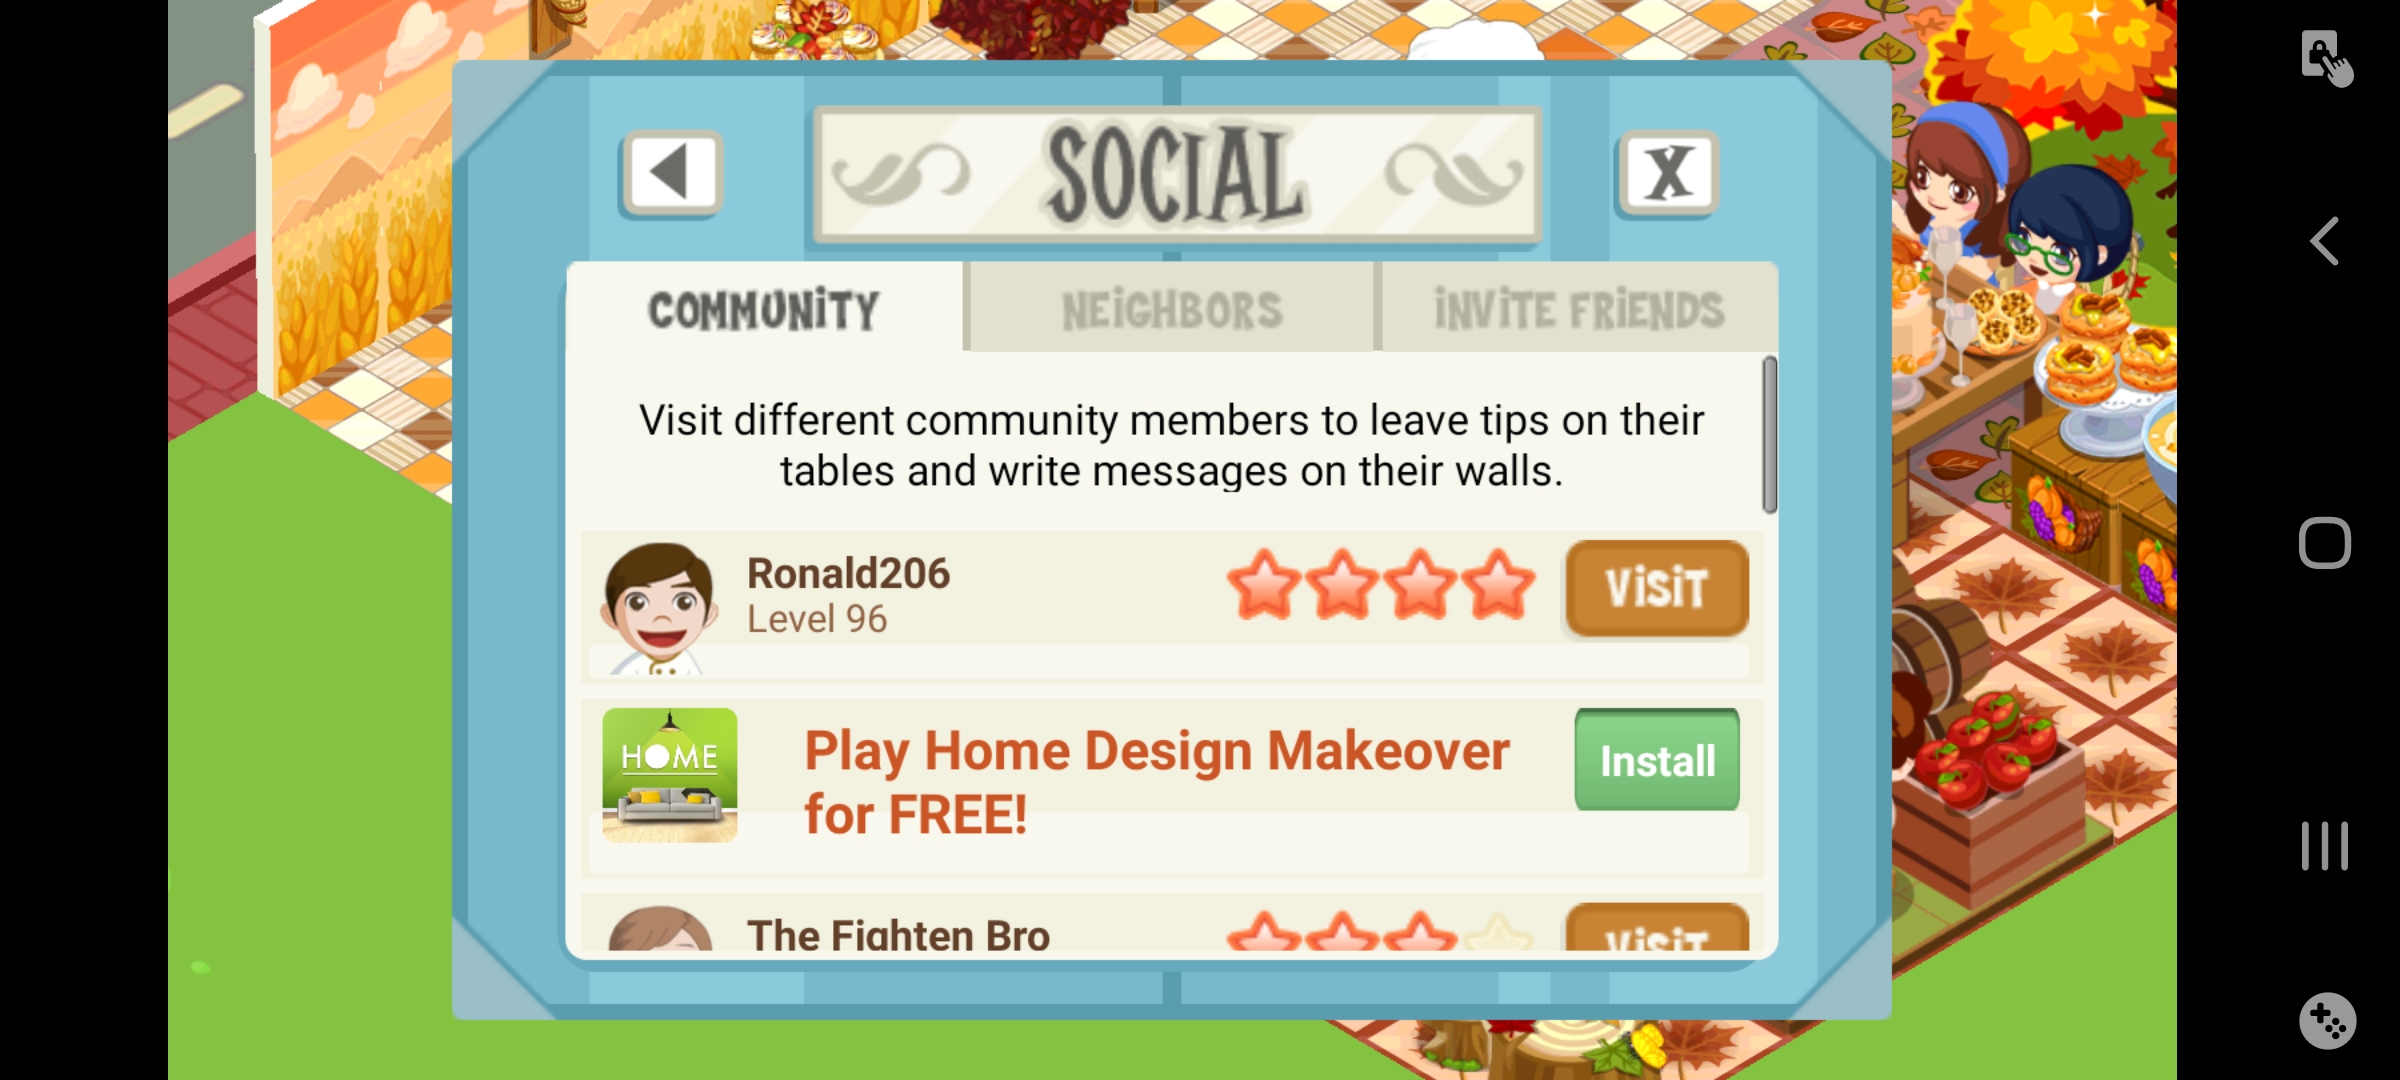 SOCIAL
X
COMMUNITY
NEIGHBORS
INVITE FRIENDS
Visit different community members to leave tips on their
tables and write messages on their walls.
Ronald206
Level 96
VISIT
HOME
Play Home Design Makeover
for FREE!
Install
The Fighten Bro
VISIT